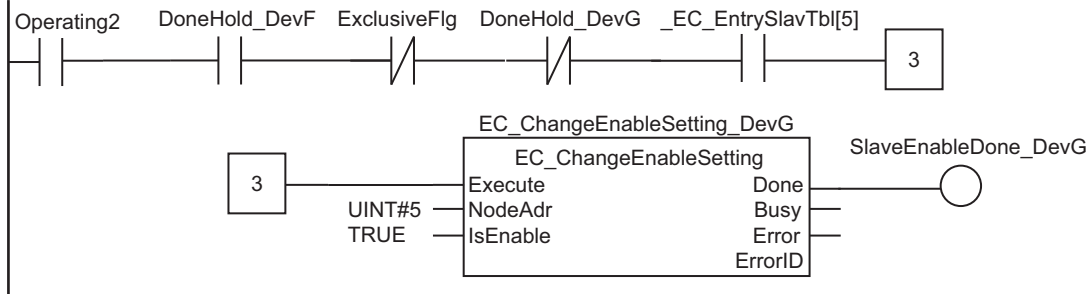 Operating2 DoneHold_DevF ExclusiveFlg DoneHold_DevG _EC_EntrySlavTbl[5]
3
EC_ChangeEnableSetting_DevG
EC_ChangeEnableSetting
SlaveEnableDone_DevG
3 Execute Done
UINT#5 NodeAdr Busy
TRUE IsEnable Error
ErrorID